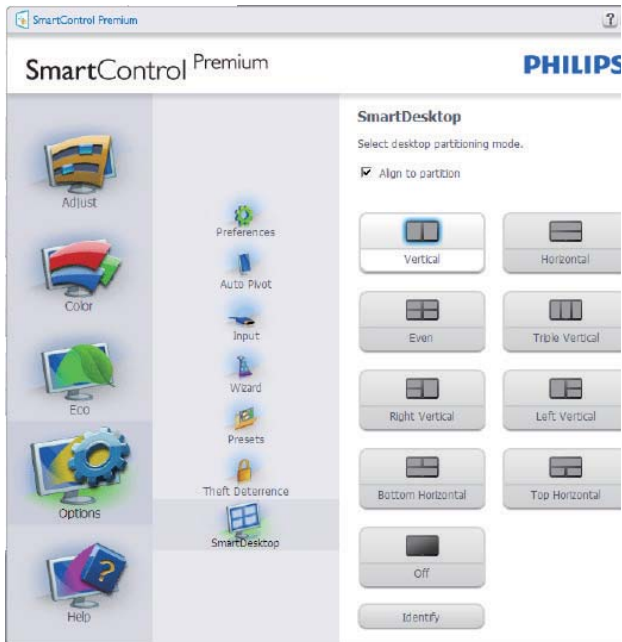 SmartControl Premium
?
SmartControl Premium
PHILIPS
Adjust
Color
Eco
Options
Help
Preferences
Auto Pivot
Input
Wizard
Presets
Theft Deterrence
SmartDesktop
SmartDesktop
Select desktop partitioning mode.
Align to partition
Vertical
Horizontal
Even
Triple Vertical
Right Vertical
Left Vertical
Bottom Horizontal
Top Horizontal
Off
Identify